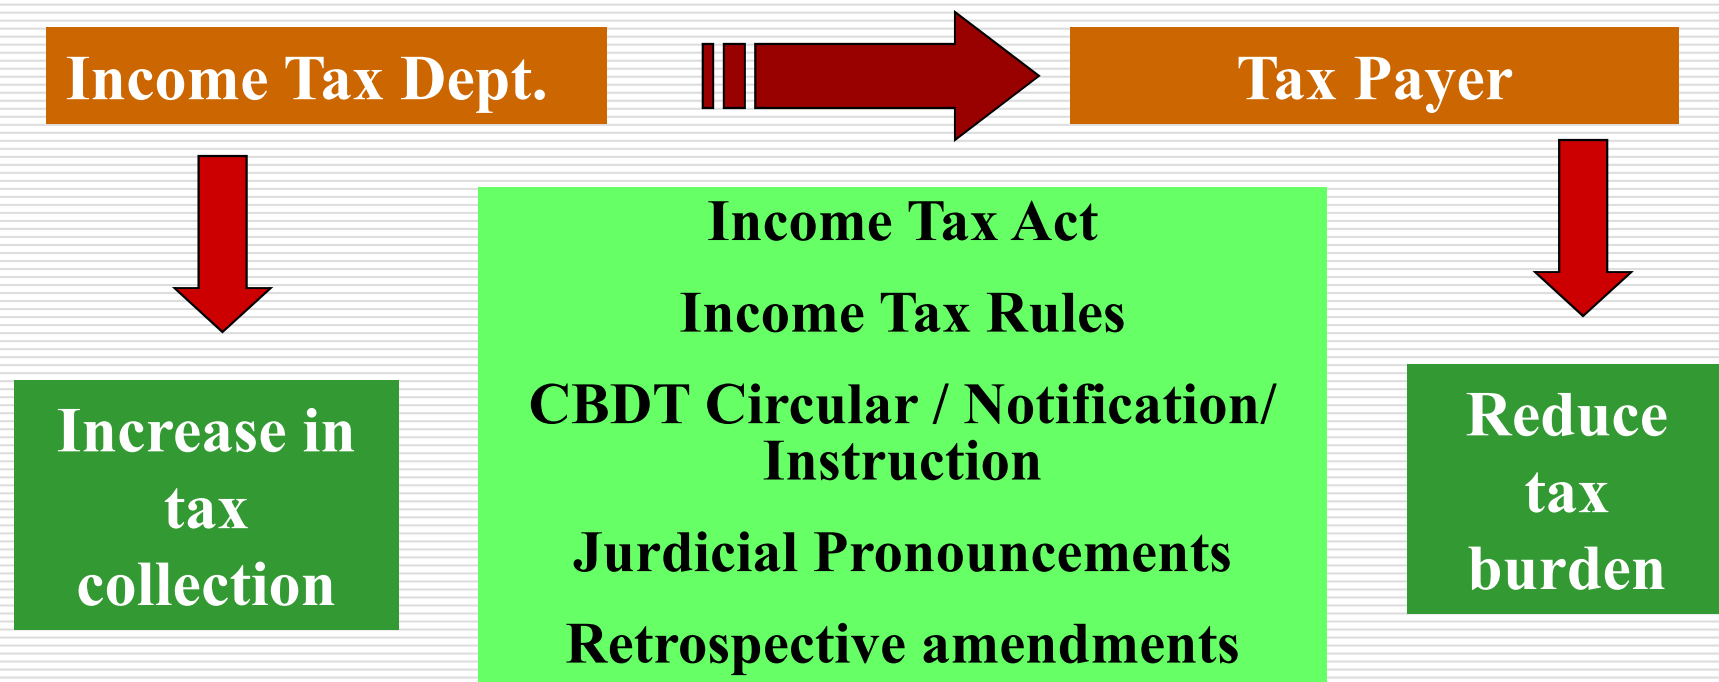 Income Tax Dept.
Tax Payer
Income Tax Act
Income Tax Rules
CBDT Circular / Notification/
Instruction
Jurdicial Pronouncements
Retrospective amendments
Increase in
tax
collection
Reduce
tax
burden